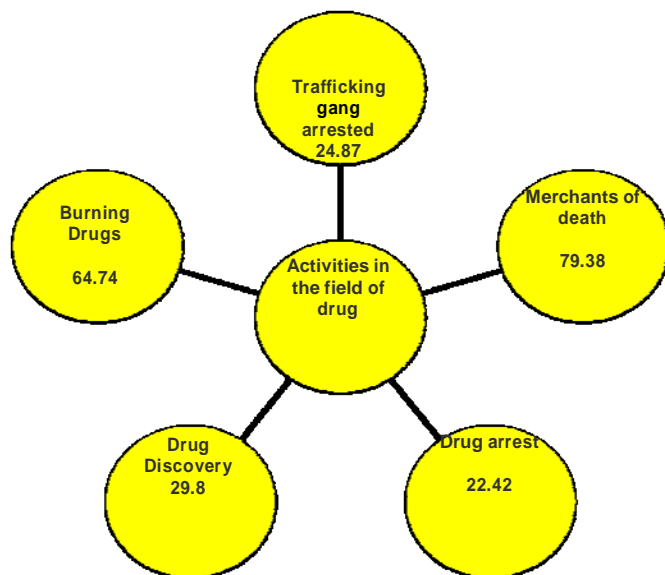 Trafficking
gang
arrested
24.87
Burning
Drugs
64.74
Merchants of
death
79.38
Activities in
the field of
drug
Drug
Discovery
29.8
Drug arrest
22.42